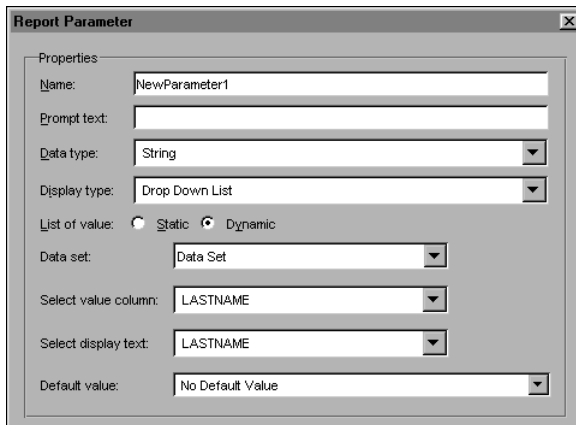 Report Parameter
Properties
Name: NewParameter1
Prompt text:
Data type: String
Display type: Drop Down List
List of value: Static Dynamic
Data set: Data Set
Select value column: LASTNAME
Select display text: LASTNAME
Default value: No Default Value